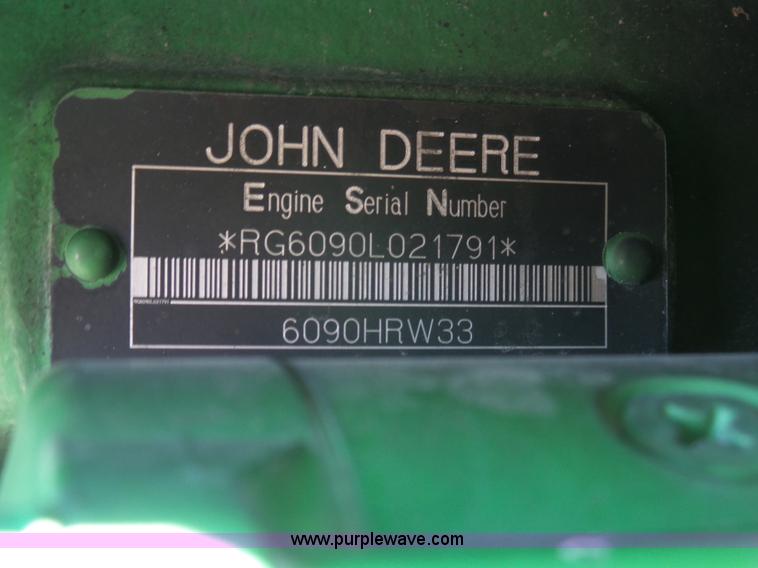 JOHN DEERE
Engine Serial Number
*RG6090L021791*
6090HRW33
www.purplewave.com